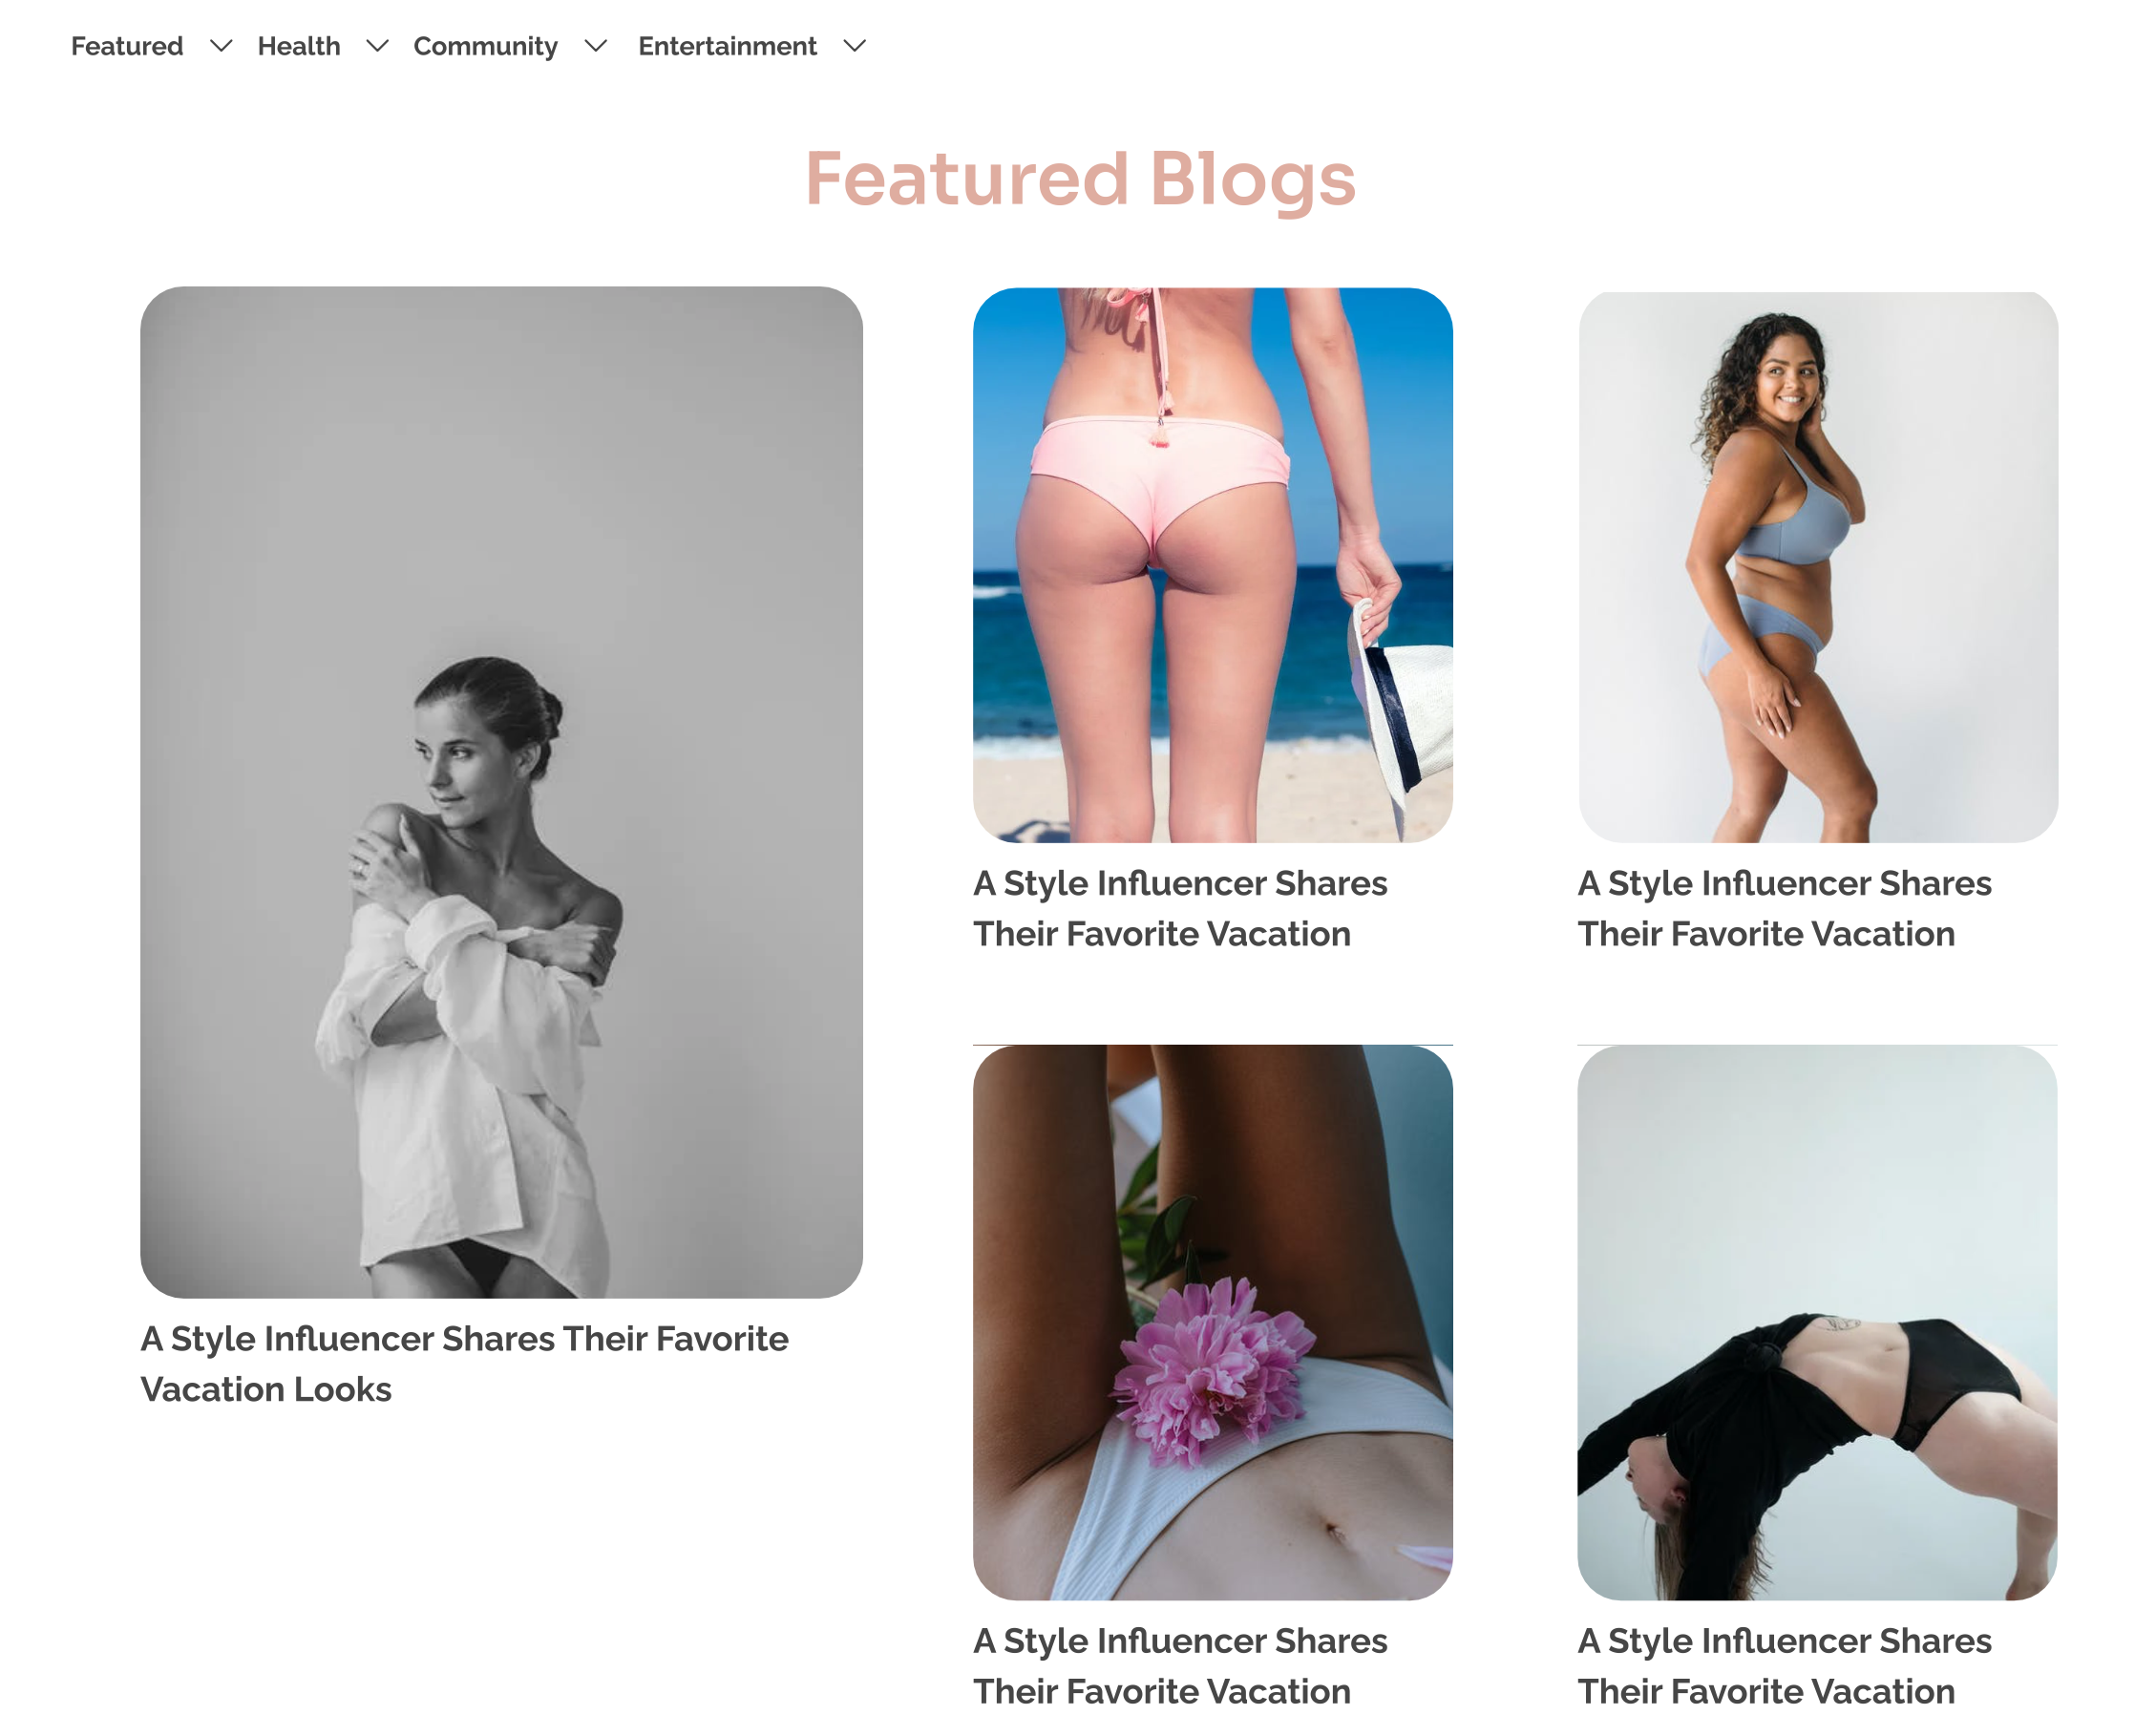 Featured Health Community Entertainment
Featured Blogs
A Style Influencer Shares Their Favorite
Vacation Looks
A Style Influencer Shares
Their Favorite Vacation
A Style Influencer Shares
Their Favorite Vacation
A Style Influencer Shares
Their Favorite Vacation
A Style Influencer Shares
Their Favorite Vacation